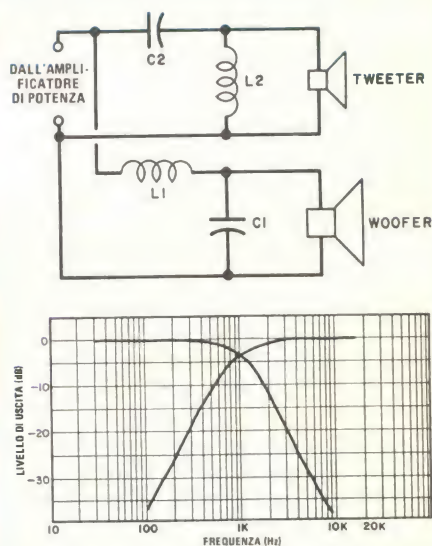 C2
DALL'AMPLI-
FICATORE
DI POTENZA
L2
TWEETER
L1
C1
WOOFER
LIVELLO DI USCITA (dB)
0
-10
-20
-30
10
100
1K
10K
20K
FREQUENZA (Hz)